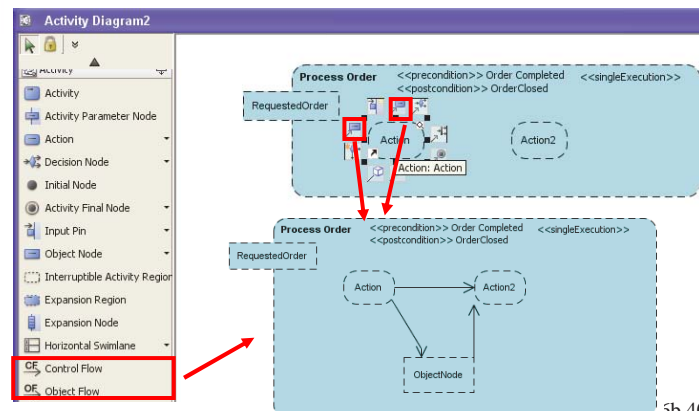 Activity Diagram2
Activity
Activity
Activity Parameter Node
Action
Decision Node
Initial Node
Activity Final Node
Input Pin
Object Node
Interruptible Activity Region
Expansion Region
Expansion Node
Horizontal Swimlane
CF Control Flow
OF Object Flow
Process Order <<precondition>> Order Completed <<singleExecution>>
<<postcondition>> OrderClosed
RequestedOrder
Action
Action2
Action: Action
Process Order <<precondition>> Order Completed <<singleExecution>>
<<postcondition>> OrderClosed
RequestedOrder
Action
Action2
ObjectNode